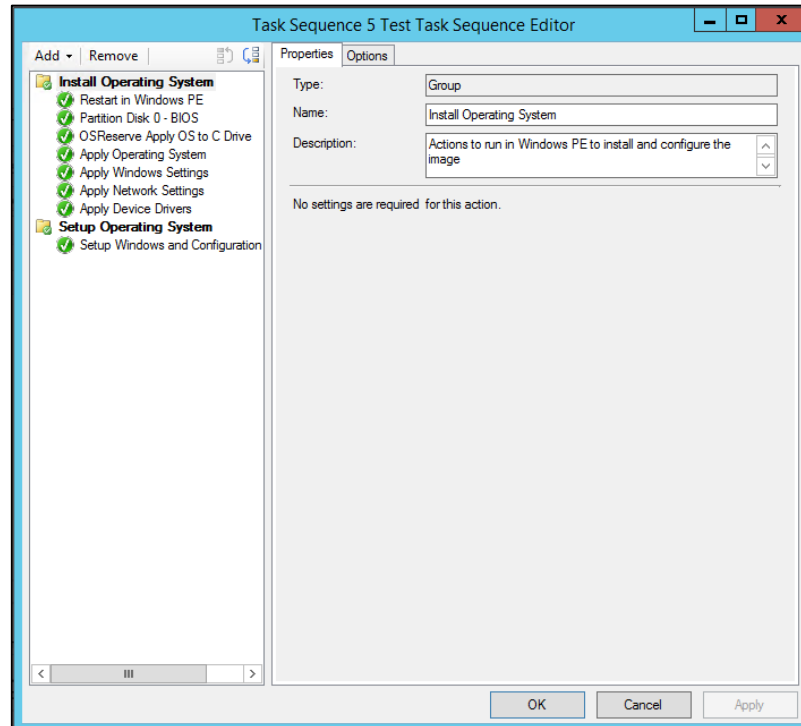 Task Sequence 5 Test Task Sequence Editor
Add Remove
Properties Options
Install Operating System
Restart in Windows PE
Partition Disk 0 - BIOS
OSReserve Apply OS to C Drive
Apply Operating System
Apply Windows Settings
Apply Network Settings
Apply Device Drivers
Setup Operating System
Setup Windows and Configuration
Type: Group
Name: Install Operating System
Description: Actions to run in Windows PE to install and configure the
image
No settings are required for this action.
OK Cancel Apply